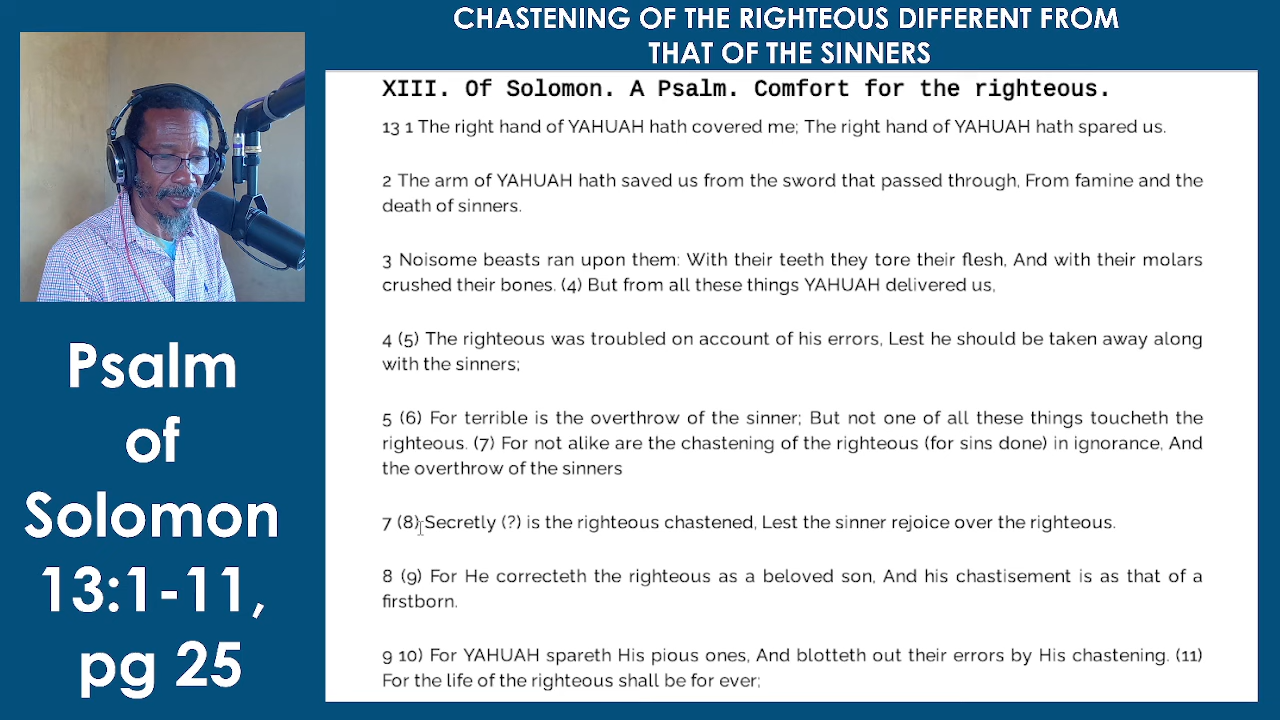 CHASTENING OF THE RIGHTEOUS DIFFERENT FROM
THAT OF THE SINNERS
XIII. Of Solomon. A Psalm. Comfort for the righteous.
13 1 The right hand of YAHUAH hath covered me; The right hand of YAHUAH hath spared us.
2 The arm of YAHUAH hath saved us from the sword that passed through, From famine and the
death of sinners.
3 Noisome beasts ran upon them: With their teeth they tore their flesh, And with their molars
crushed their bones. (4) But from all these things YAHUAH delivered us,
4 (5) The righteous was troubled on account of his errors, Lest he should be taken away along
with the sinners;
5 (6) For terrible is the overthrow of the sinner; But not one of all these things toucheth the
righteous. (7) For not alike are the chastening of the righteous (for sins done) in ignorance, And
the overthrow of the sinners
7 (8) Secretly (?) is the righteous chastened, Lest the sinner rejoice over the righteous.
8 (9) For He correcteth the righteous as a beloved son, And his chastisement is as that of a
firstborn.
9 10) For YAHUAH spareth His pious ones, And blotteth out their errors by His chastening. (11)
For the life of the righteous shall be for ever;
Psalm
of
Solomon
13:1-11,
pg 25